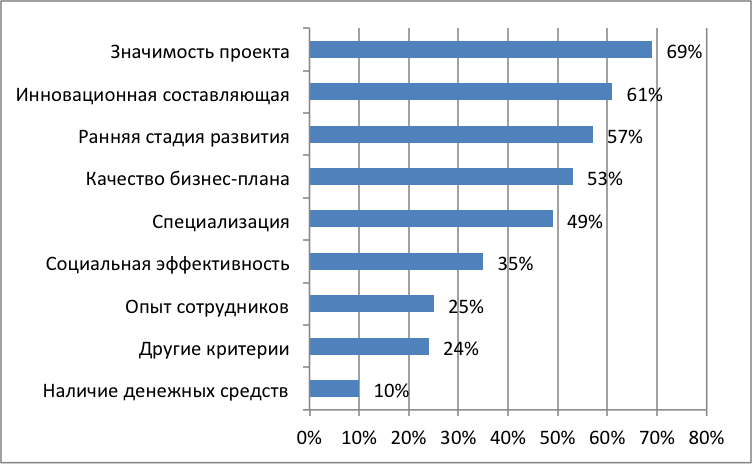 Значимость проекта 69%
Инновационная составляющая 61%
Ранняя стадия развития 57%
Качество бизнес-плана 53%
Специализация 49%
Социальная эффективность 35%
Опыт сотрудников 25%
Другие критерии 24%
Наличие денежных средств 10%
0% 10% 20% 30% 40% 50% 60% 70% 80%